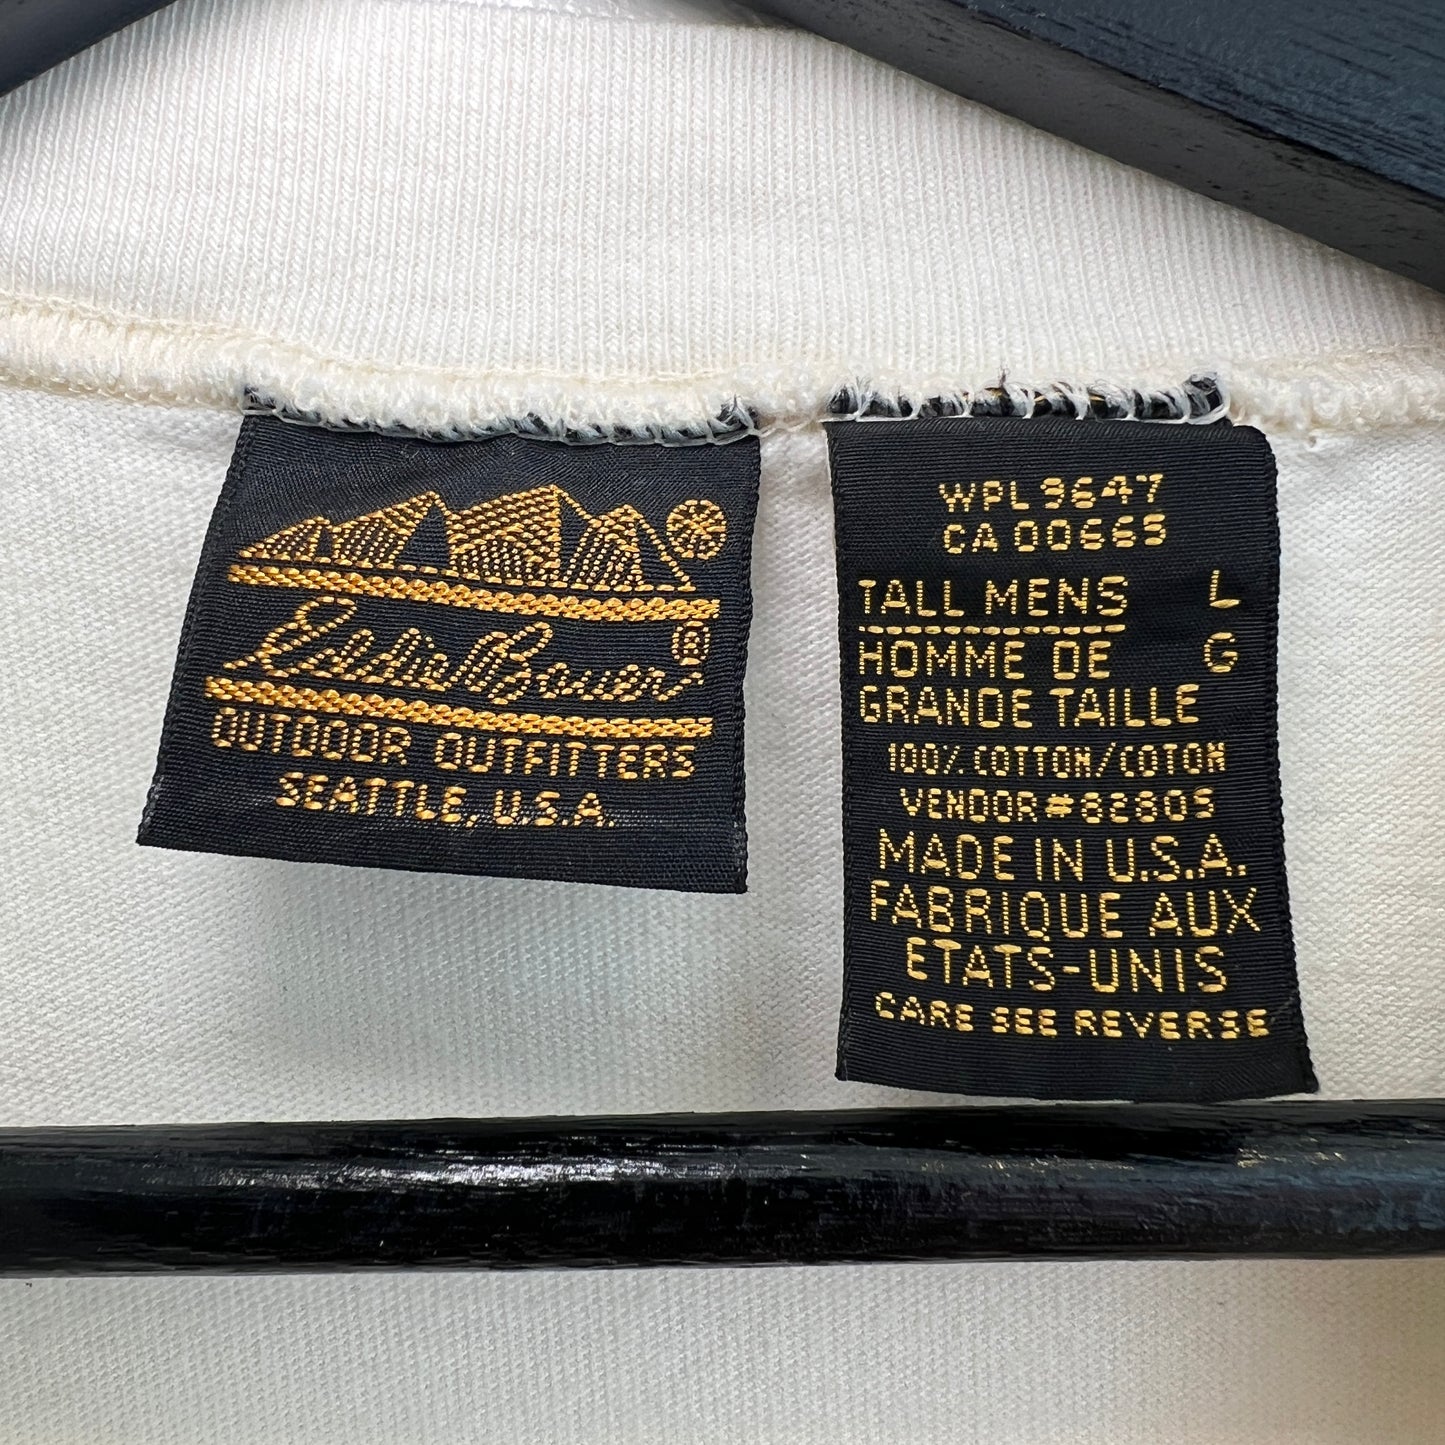 Eddie Bauer®
OUTDOOR OUTFITTERS
SEATTLE, U.S.A.
WPL 9647
CA 00665
TALL MENS L
HOMME DE G
GRANDE TAILLE
100% COTTON/COTON
VENDOR#82805
MADE IN U.S.A.
FABRIQUE AUX
ETATS-UNIS
CARE SEE REVERSE